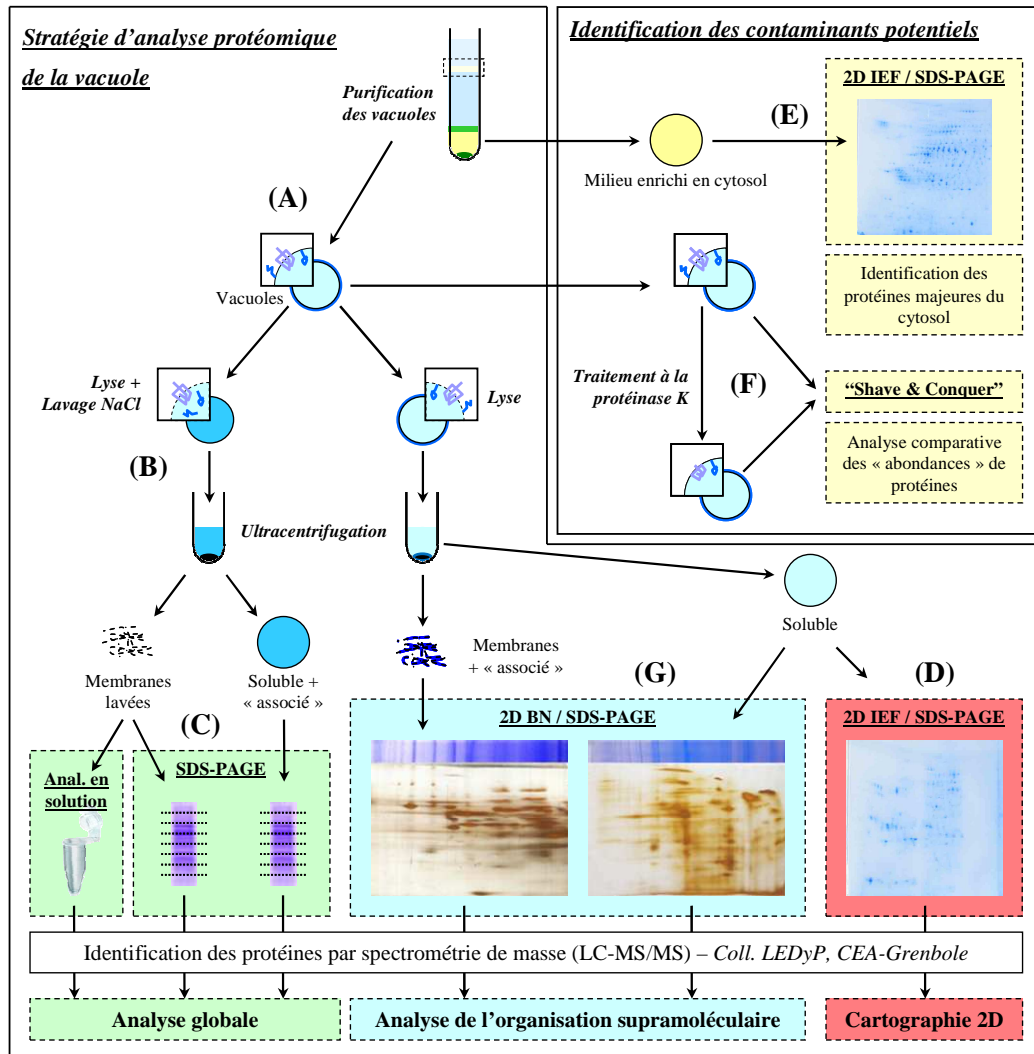 Stratégie d’analyse protéomique
de la vacuole
Identification des contaminants potentiels
Purification
des vacuoles
Milieu enrichi en cytosol
(E)
2D IEF / SDS-PAGE
Identification des
protéines majeures du
cytosol
(A)
Vacuoles
Lyse +
Lavage NaCl
Lyse
Traitement à la
protéinase K
(F)
“Shave & Conquer”
Analyse comparative
des « abondances » de
protéines
(B)
Ultracentrifugation
Soluble
Membranes
lavées
Soluble +
« associé »
Membranes
+ « associé »
(C)
(G)
(D)
Anal. en
solution
SDS-PAGE
2D BN / SDS-PAGE
2D IEF / SDS-PAGE
Identification des protéines par spectrométrie de masse (LC-MS/MS) – Coll. LEDyP, CEA-Grenbole
Analyse globale
Analyse de l’organisation supramoléculaire
Cartographie 2D